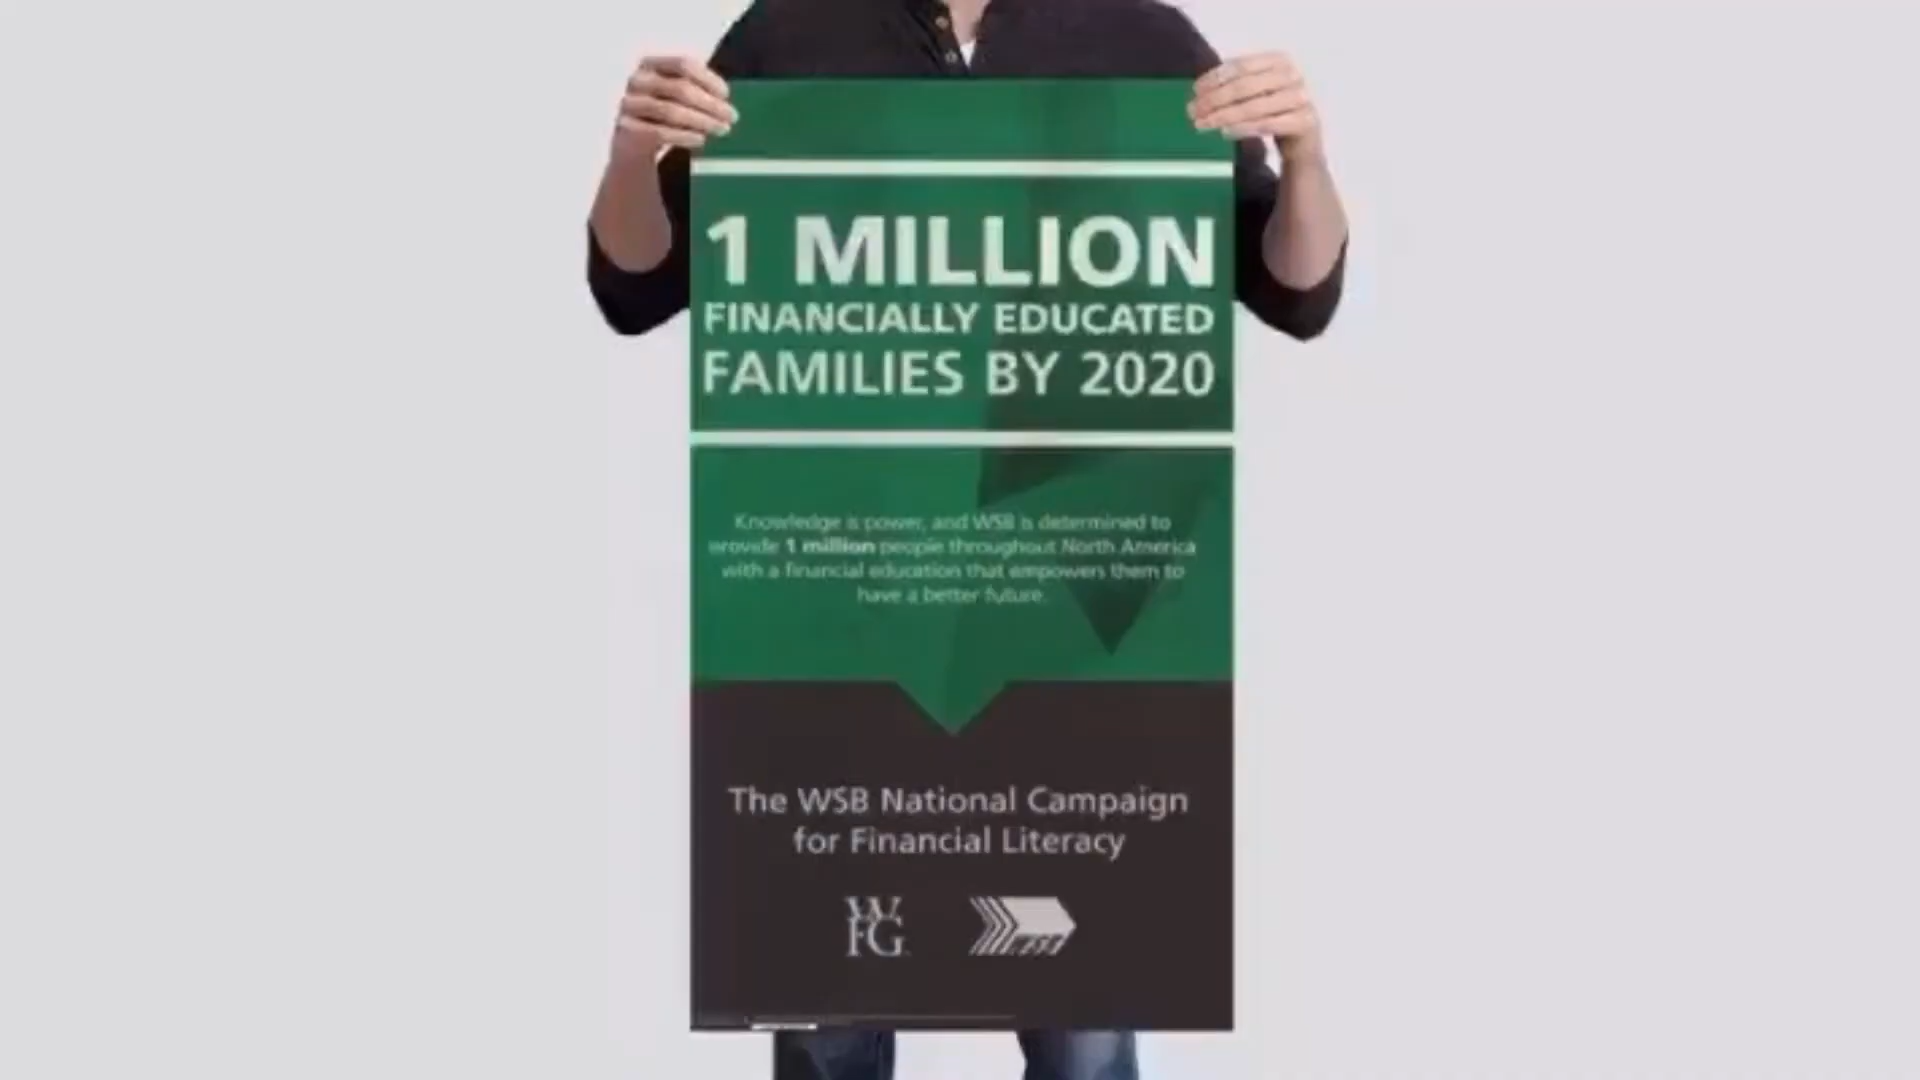 1 MILLION
FINANCIALLY EDUCATED
FAMILIES BY 2020
Knowledge is power, and WSB is determined to
provide 1 million people throughout North America
with a financial education that empowers them to
have a better future.
The WSB National Campaign
for Financial Literacy
WFG